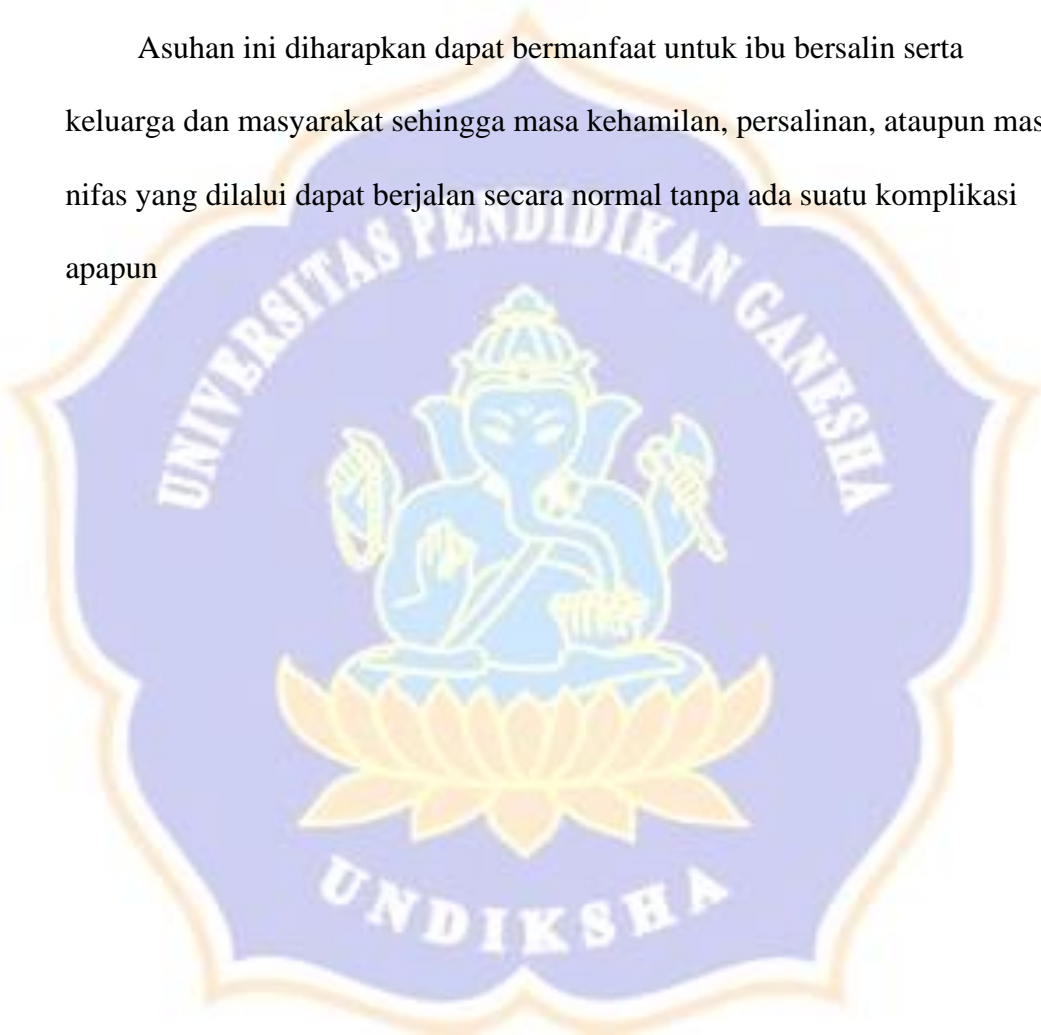 Asuhan ini diharapkan dapat bermanfaat untuk ibu bersalin serta
keluarga dan masyarakat sehingga masa kehamilan, persalinan, ataupun mas
nifas yang dilalui dapat berjalan secara normal tanpa ada suatu komplikasi
apapun
UNIVERSITAS PENDIDIKAN GANESHA
UNDIKSHA